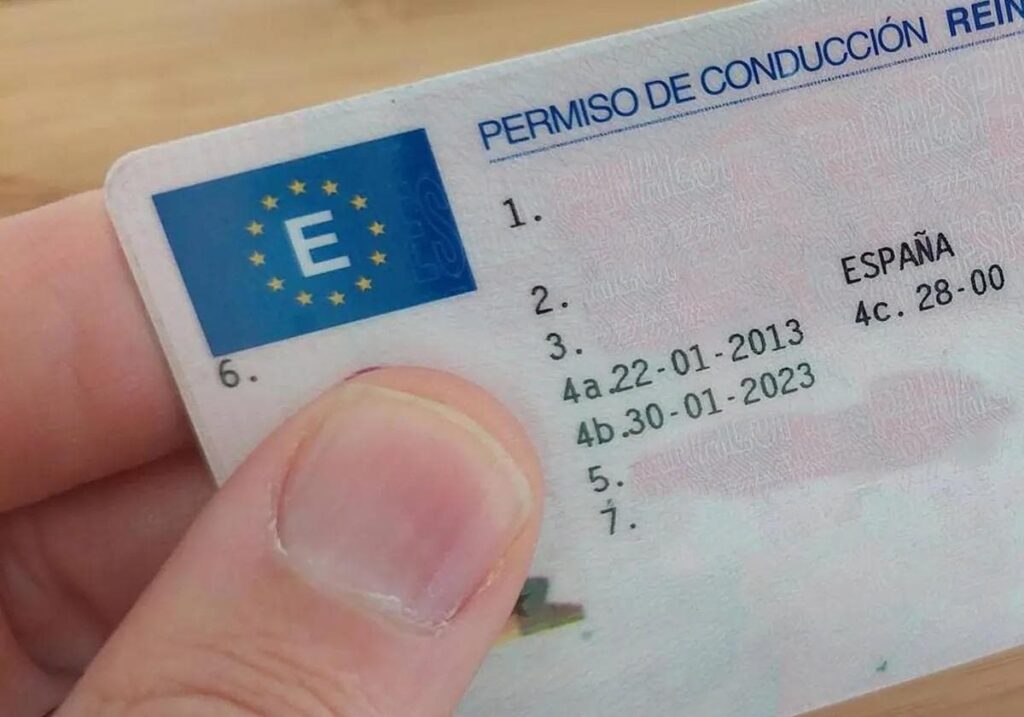 PERMISO DE CONDUCCIÓN REIN
E
1.
2.
ESPAÑA
3.
4a.22-01-2013 4c. 28-00
4b.30-01-2023
5.
6.
7.